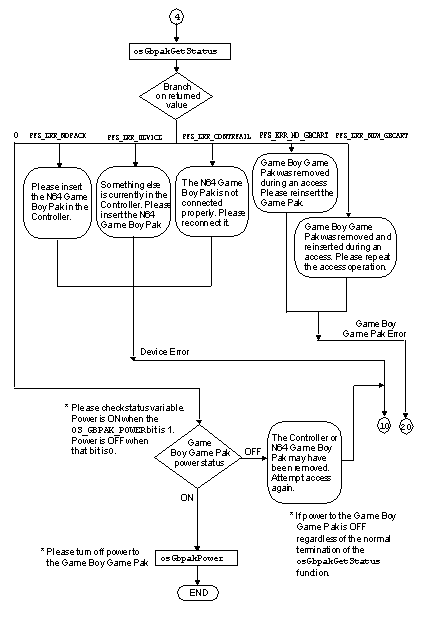 4
osGbpakGetStatus
Branch
on returned
value
0
PFS_ERR_NOPACK
PFS_ERR_DEVICE
PFS_ERR_CONTRFAIL
PFS_ERR_NO_GBCART
PFS_ERR_NEW_GBCART
Please insert
the N64 Game
Boy Pak in the
Controller.
Something else
is currently in the
Controller. Please
insert the N64
Game Boy Pak
The N64 Game
Boy Pak is not
connected
properly. Please
reconnect it.
Game Boy Game
Pak was removed
during an access
Please reinsert the
Game Pak.
Game Boy Game
Pak was removed and
reinserted during an
access. Please repeat
the access operation.
Game Boy
Game Pak Error
Device Error
10
20
* Please check status variable.
Power is ON when the
OS_GBPAK_POWER bit is 1.
Power is OFF when
that bit is 0.
Game
Boy Game Pak
power status
OFF
The Controller or
N64 Game Boy
Pak may have
been removed.
Attempt access
again.
ON
* If power to the Game Boy
Game Pak is OFF
regardless of the normal
termination of the
osGbpakGetStatus
function.
* Please turn off power to
the Game Boy Game Pak
osGbpakPower
END